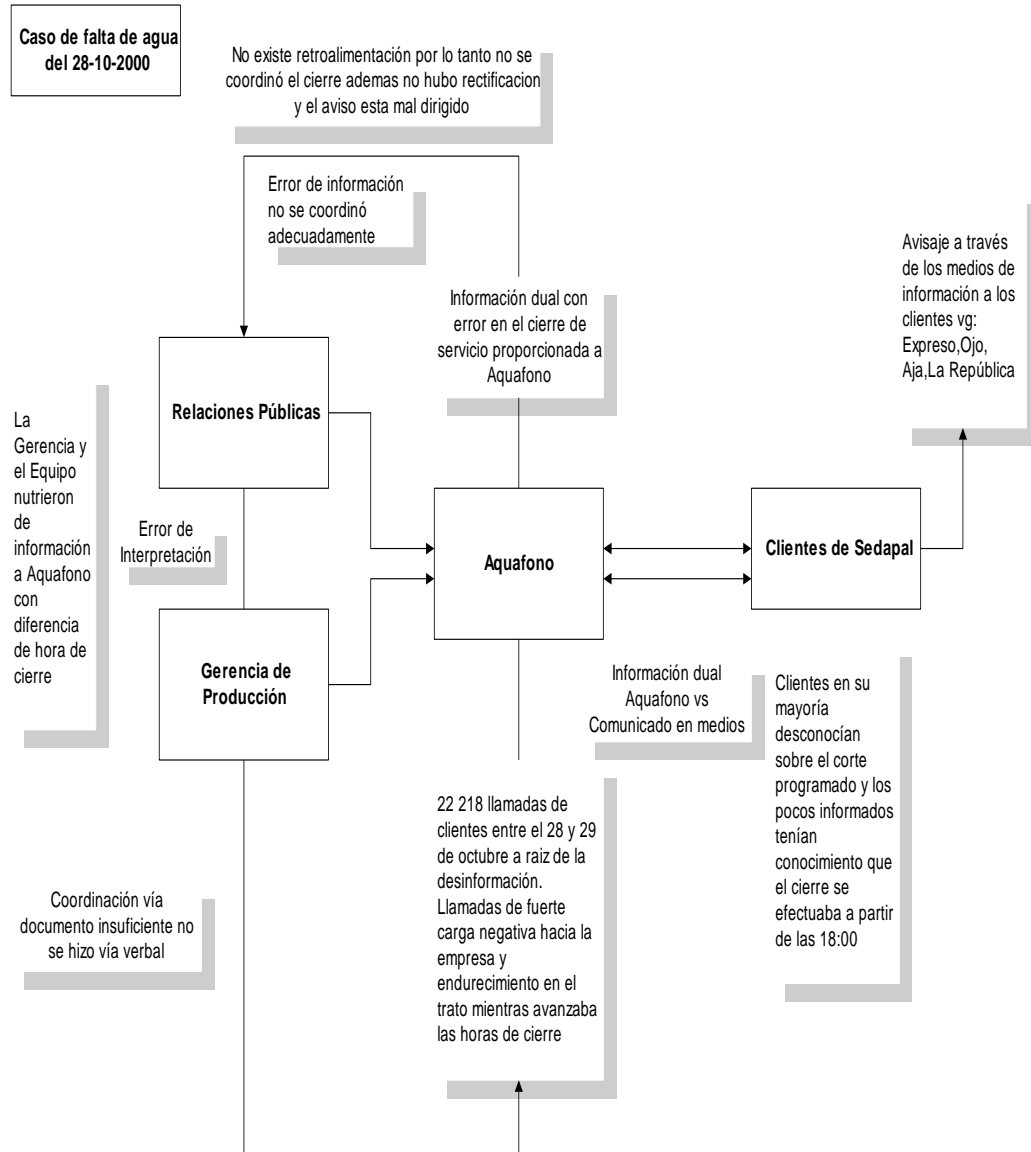 Caso de falta de agua
del 28-10-2000
No existe retroalimentación por lo tanto no se
coordinó el cierre ademas no hubo rectificacion
y el aviso esta mal dirigido
Error de información
no se coordinó
adecuadamente
Avisaje a través
de los medios de
información a los
clientes vg:
Expreso,Ojo,
Aja,La República
Información dual con
error en el cierre de
servicio proporcionada a
Aquafono
Relaciones Públicas
La
Gerencia y
el Equipo
nutrieron
de
información
a Aquafono
con
diferencia
de hora de
cierre
Error de
Interpretación
Aquafono
Clientes de Sedapal
Gerencia de
Producción
Información dual
Aquafono vs
Comunicado en medios
Clientes en su
mayoría
desconocían
sobre el corte
programado y los
pocos informados
tenían
conocimiento que
el cierre se
efectuaba a partir
de las 18:00
22 218 llamadas de
clientes entre el 28 y 29
de octubre a raiz de la
desinformación.
Llamadas de fuerte
carga negativa hacia la
empresa y
endurecimiento en el
trato mientras avanzaba
las horas de cierre
Coordinación vía
documento insuficiente no
se hizo vía verbal